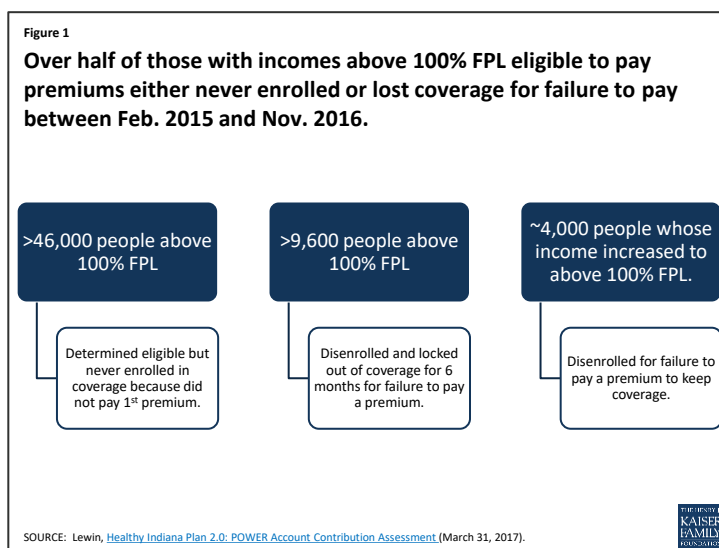 Figure 1
Over half of those with incomes above 100% FPL eligible to pay
premiums either never enrolled or lost coverage for failure to pay
between Feb. 2015 and Nov. 2016.
>46,000 people above
100% FPL
Determined eligible but
never enrolled in
coverage because did
not pay 1st premium.
>9,600 people above
100% FPL
Disenrolled and locked
out of coverage for 6
months for failure to pay
a premium.
~4,000 people whose
income increased to
above 100% FPL.
Disenrolled for failure to
pay a premium to keep
coverage.
SOURCE: Lewin, Healthy Indiana Plan 2.0: POWER Account Contribution Assessment (March 31, 2017).
THE HENRY J.
KAISER
FAMILY
FOUNDATION